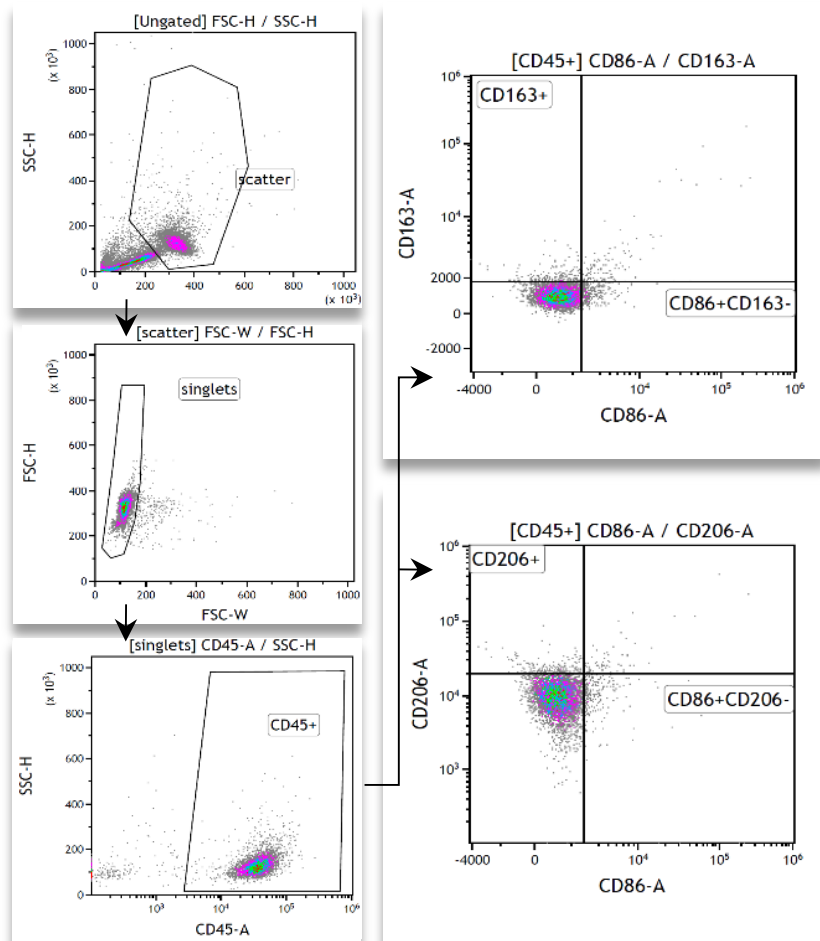 [Ungated] FSC-H / SSC-H
(x 10³)
1000
800
600
400
200
0
SSC-H
scatter
0 200 400 600 800 1000
(x 10³)
[scatter] FSC-W / FSC-H
(x 10³)
1000
800
600
400
200
0
FSC-H
singlets
0 200 400 600 800 1000
FSC-W
[singlets] CD45-A / SSC-H
(x 10³)
1000
800
600
400
200
0
SSC-H
CD45+
10³ 10⁴ 10⁵ 10⁶
CD45-A
[CD45+] CD86-A / CD163-A
10⁶
10⁵
10⁴
2000
0
-2000
CD163-A
CD163+
CD86+CD163-
-4000 0 10⁴ 10⁵ 10⁶
CD86-A
[CD45+] CD86-A / CD206-A
10⁶
10⁵
10⁴
10³
CD206-A
CD206+
CD86+CD206-
-4000 0 10⁴ 10⁵ 10⁶
CD86-A